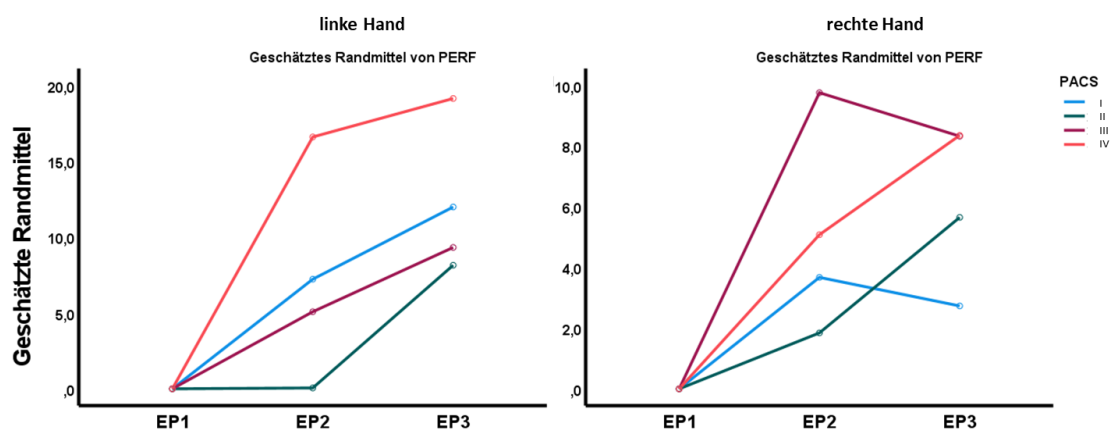 linke Hand
Geschätztes Randmittel von PERF
Geschätzte Randmittel
20,0
15,0
10,0
5,0
,0
EP1 EP2 EP3
rechte Hand
Geschätztes Randmittel von PERF
10,0
8,0
6,0
4,0
2,0
,0
EP1 EP2 EP3
PACS
I
II
III
IV